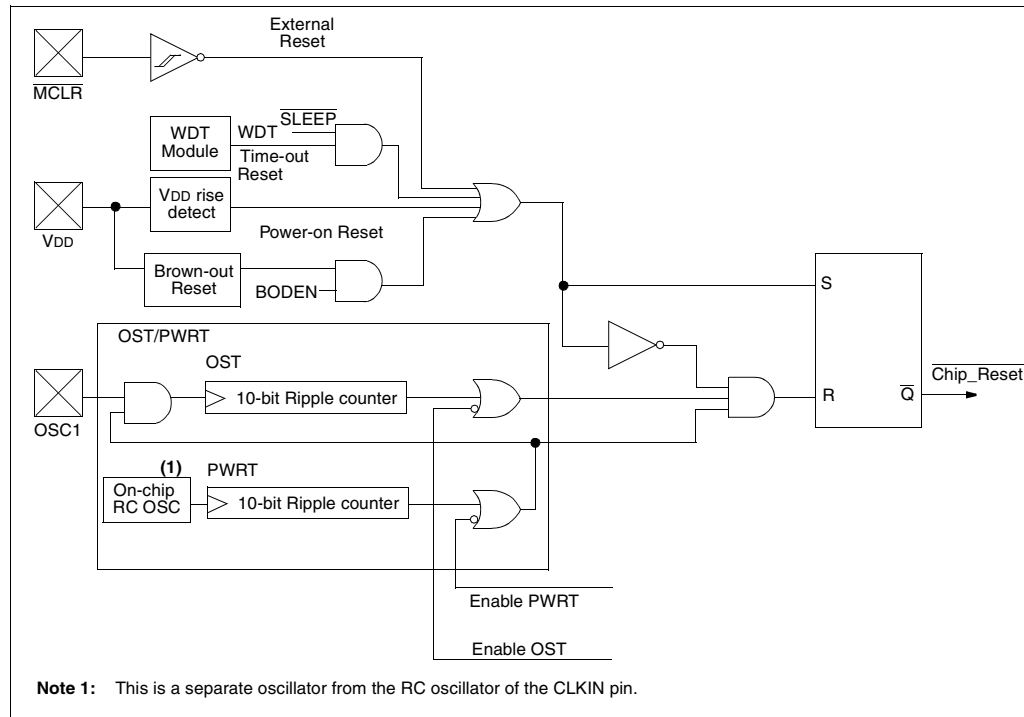 External
Reset
MCLR
SLEEP
WDT
Module
WDT
Time-out
Reset
VDD rise
detect
VDD
Power-on Reset
Brown-out
Reset
BODEN
S
OST/PWRT
OST
Chip_Reset
10-bit Ripple counter
R
Q
OSC1
(1)
PWRT
On-chip
RC OSC
10-bit Ripple counter
Enable PWRT
Enable OST
Note 1: This is a separate oscillator from the RC oscillator of the CLKIN pin.